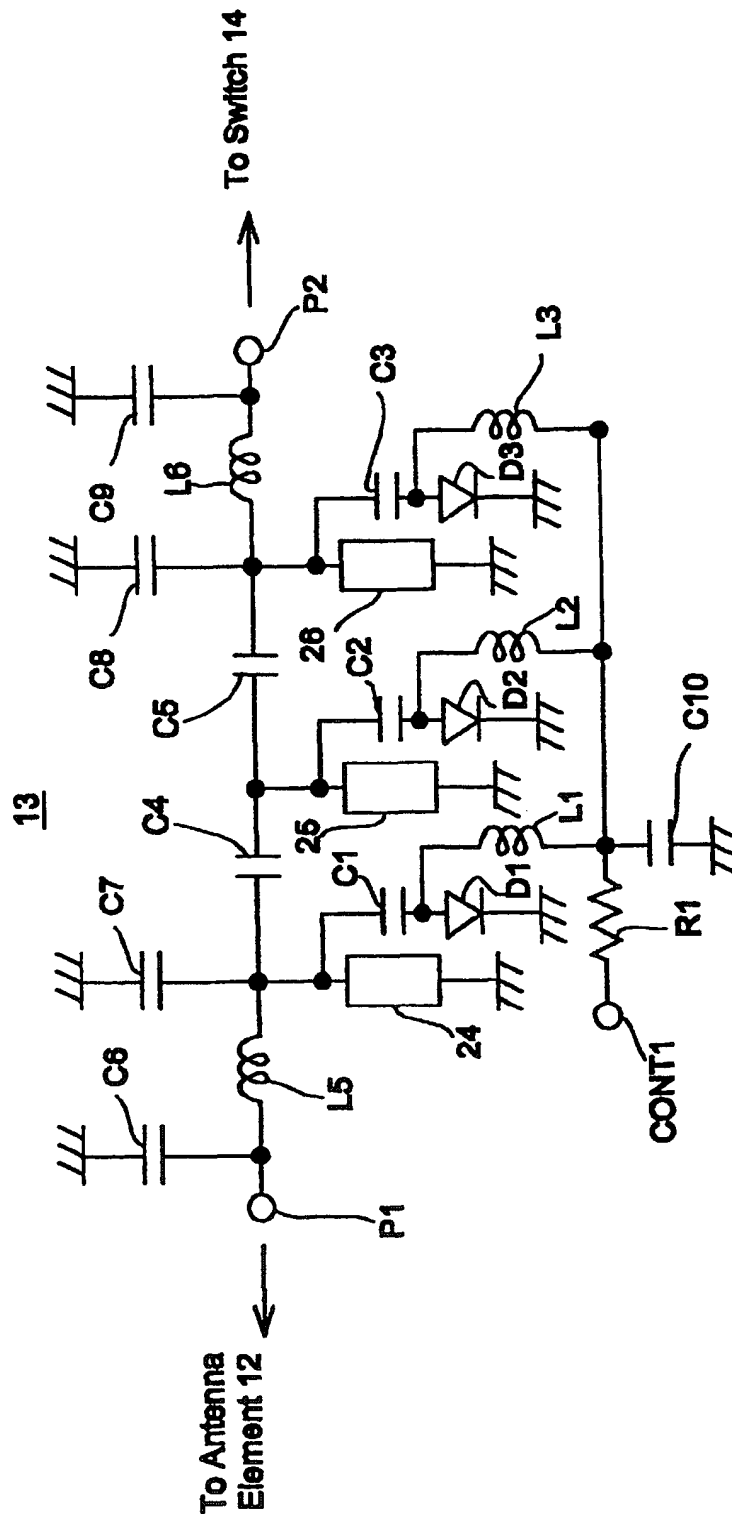 13
To Antenna
Element 12
P1
C6
L5
C7
C4
C5
C8
L6
C9
P2
To Switch 14
24
C1
D1
L1
25
C2
D2
L2
26
C3
D3
L3
CONT1
R1
C10